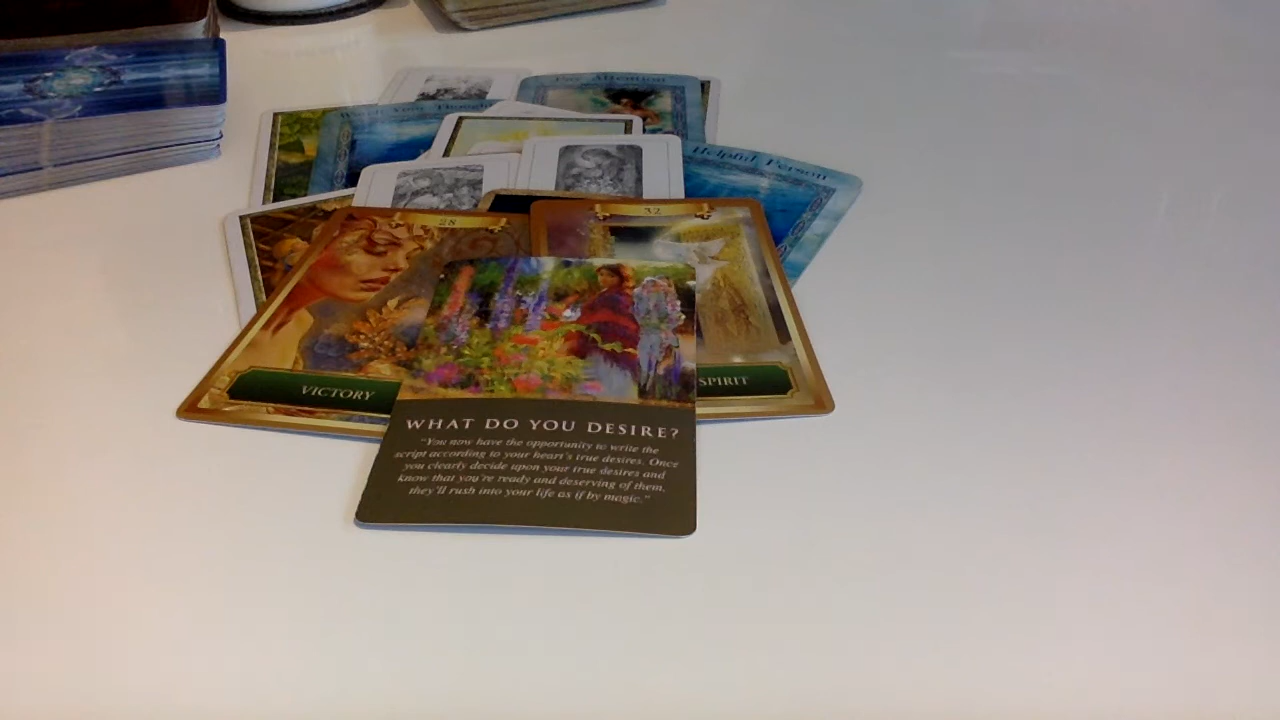 Pay Attention
Helpful Person
28
32
VICTORY
SPIRIT
WHAT DO YOU DESIRE?
"You now have the opportunity to write the
script according to your heart's true desires. Once
you clearly decide upon your true desires and
know that you're ready and deserving of them,
they'll rush into your life as if by magic."